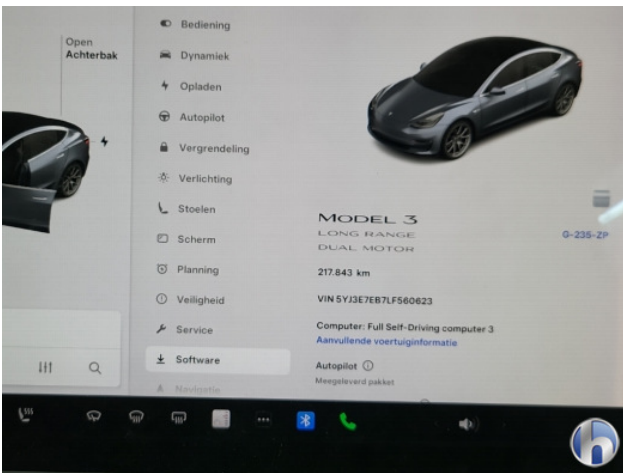 Open
Achterbak
Bediening
Dynamiek
Opladen
Autopilot
Vergrendeling
Verlichting
Stoelen
Scherm
Planning
Veiligheid
Service
Software
Navigatie
MODEL 3
LONG RANGE
DUAL MOTOR
G-235-ZP
217.843 km
VIN 5YJ3E7EB7LF560623
Computer: Full Self-Driving computer 3
Aanvullende voertuiginformatie
Autopilot
Meegeleverd pakket
h